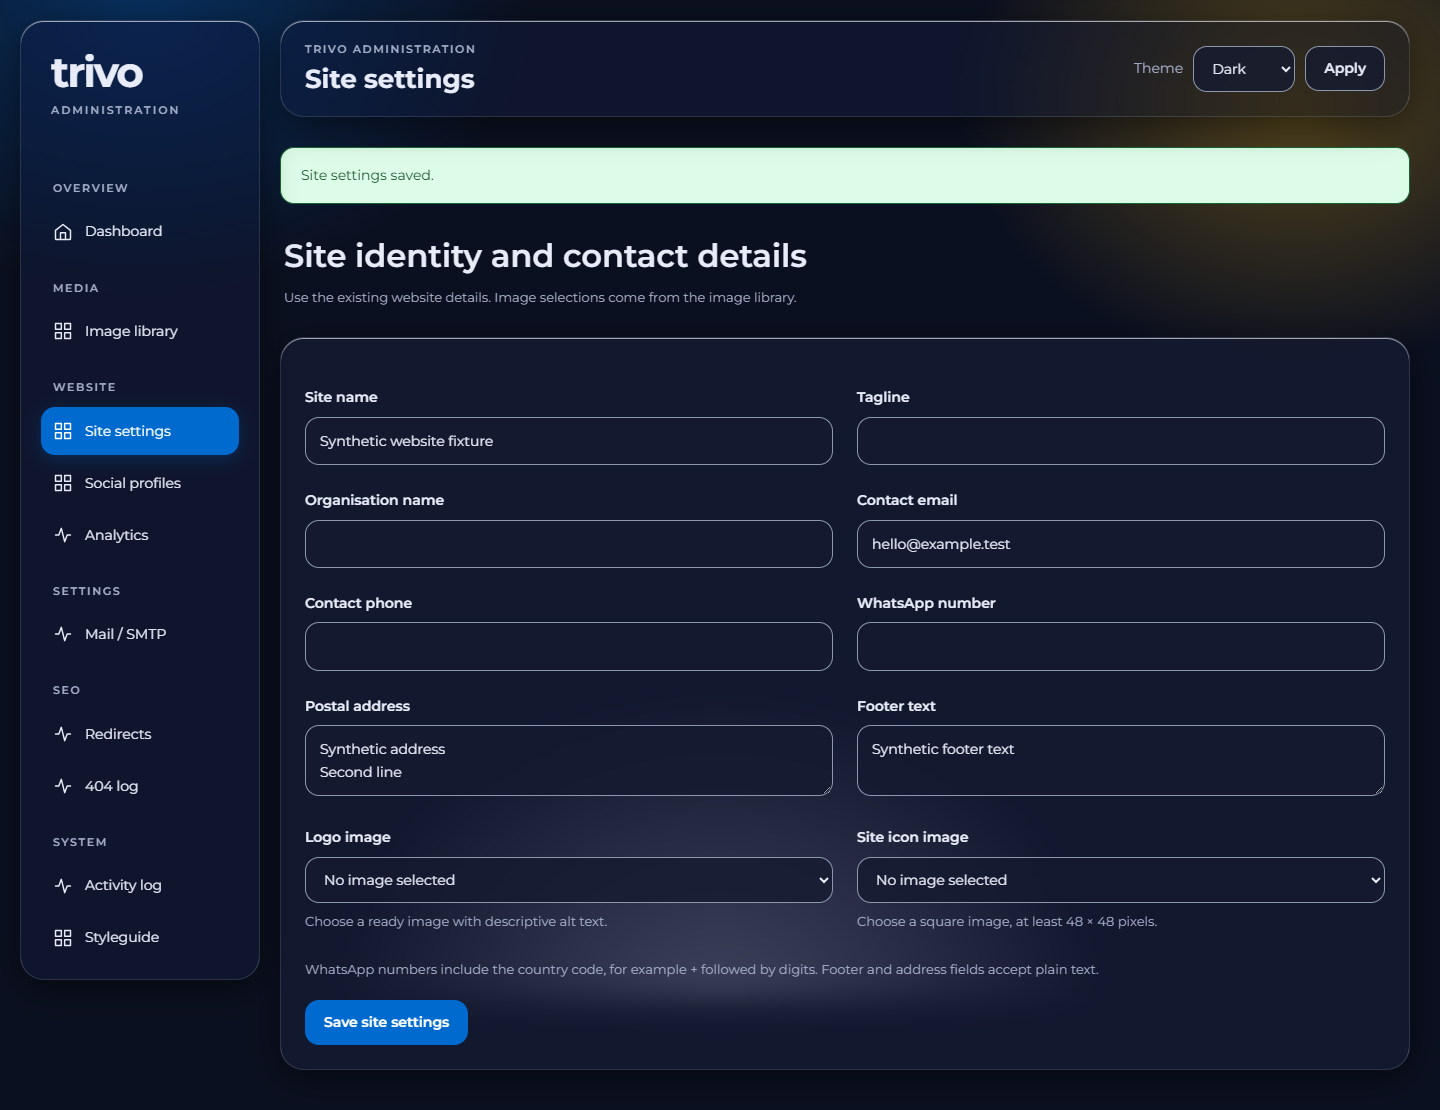 trivo
ADMINISTRATION
OVERVIEW
Dashboard
MEDIA
Image library
WEBSITE
Site settings
Social profiles
Analytics
SETTINGS
Mail / SMTP
SEO
Redirects
404 log
SYSTEM
Activity log
Styleguide
TRIVO ADMINISTRATION
Site settings
Theme
Dark
Apply
Site settings saved.
Site identity and contact details
Use the existing website details. Image selections come from the image library.
Site name
Synthetic website fixture
Tagline
Organisation name
Contact email
hello@example.test
Contact phone
WhatsApp number
Postal address
Synthetic address
Second line
Footer text
Synthetic footer text
Logo image
No image selected
Choose a ready image with descriptive alt text.
Site icon image
No image selected
Choose a square image, at least 48 × 48 pixels.
WhatsApp numbers include the country code, for example + followed by digits. Footer and address fields accept plain text.
Save site settings